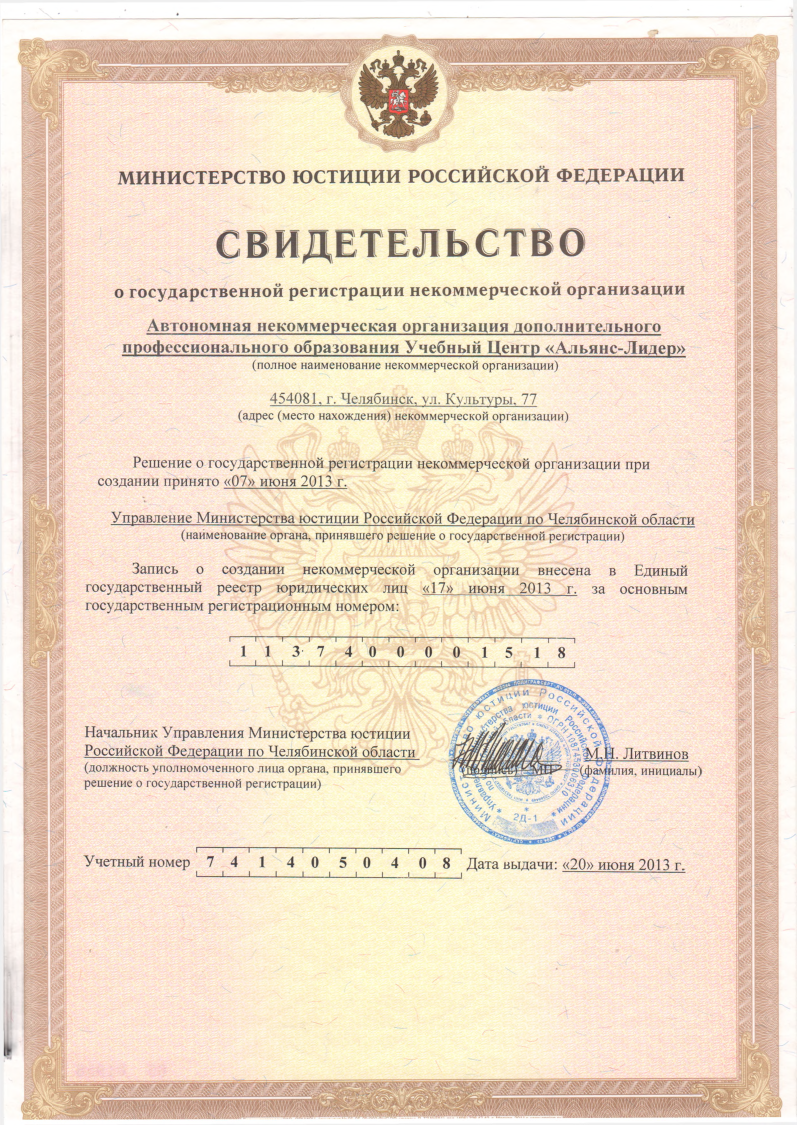 МИНИСТЕРСТВО ЮСТИЦИИ РОССИЙСКОЙ ФЕДЕРАЦИИ
СВИДЕТЕЛЬСТВО
о государственной регистрации некоммерческой организации
Автономная некоммерческая организация дополнительного
профессионального образования Учебный Центр «Альянс-Лидер»
(полное наименование некоммерческой организации)
454081, г. Челябинск, ул. Культуры, 77
(адрес (место нахождения) некоммерческой организации)
Решение о государственной регистрации некоммерческой организации при
создании принято «07» июня 2013 г.
Управление Министерства юстиции Российской Федерации по Челябинской области
(наименование органа, принявшего решение о государственной регистрации)
Запись о создании некоммерческой организации внесена в Единый
государственный реестр юридических лиц «17» июня 2013 г. за основным
государственным регистрационным номером:
1 1 3 7 4 0 0 0 0 1 5 1 8
Начальник Управления Министерства юстиции
Российской Федерации по Челябинской области М.Н. Литвинов
(должность уполномоченного лица органа, принявшего (фамилия, инициалы)
решение о государственной регистрации)
Министерство юстиции Российской Федерации
2Д-1
Учетный номер 7 4 1 4 0 5 0 4 0 8 Дата выдачи: «20» июня 2013 г.